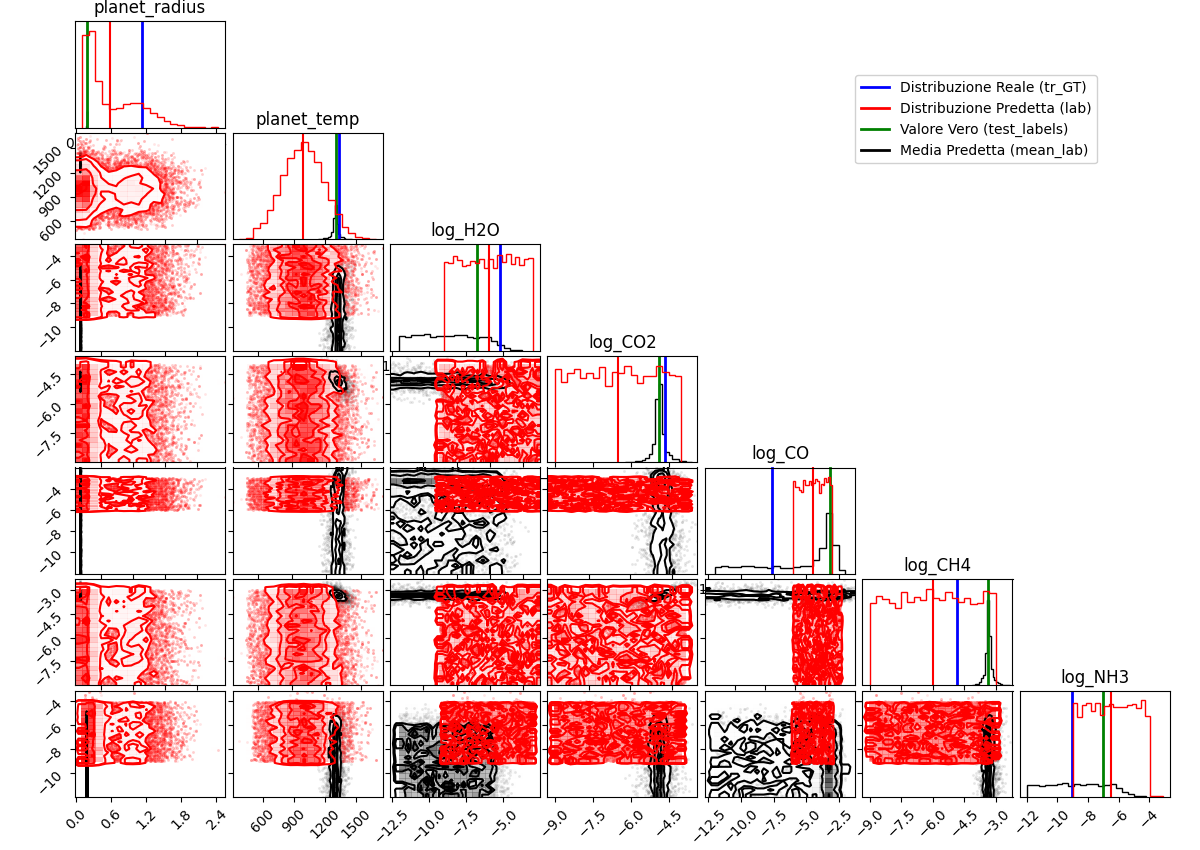 planet_radius
Distribuzione Reale (tr_GT)
Distribuzione Predetta (lab)
Valore Vero (test_labels)
Media Predetta (mean_lab)
planet_temp
0
1500
1200
900
600
log_H2O
−4
−6
−8
−10
log_CO2
1
−4.5
−6.0
−7.5
log_CO
−4
−6
−8
−10
log_CH4
1
−3.0
−4.5
−6.0
−7.5
log_NH3
−4
−6
−8
−10
0.0 0.6 1.2 1.8 2.4 600 900 1200 1500 −12.5 −10.0 −7.5 −5.0 −9.0 −7.5 −6.0 −4.5 −12.5 −10.0 −7.5 −5.0 −2.5 −9.0 −7.5 −6.0 −4.5 −3.0 −12 −10 −8 −6 −4